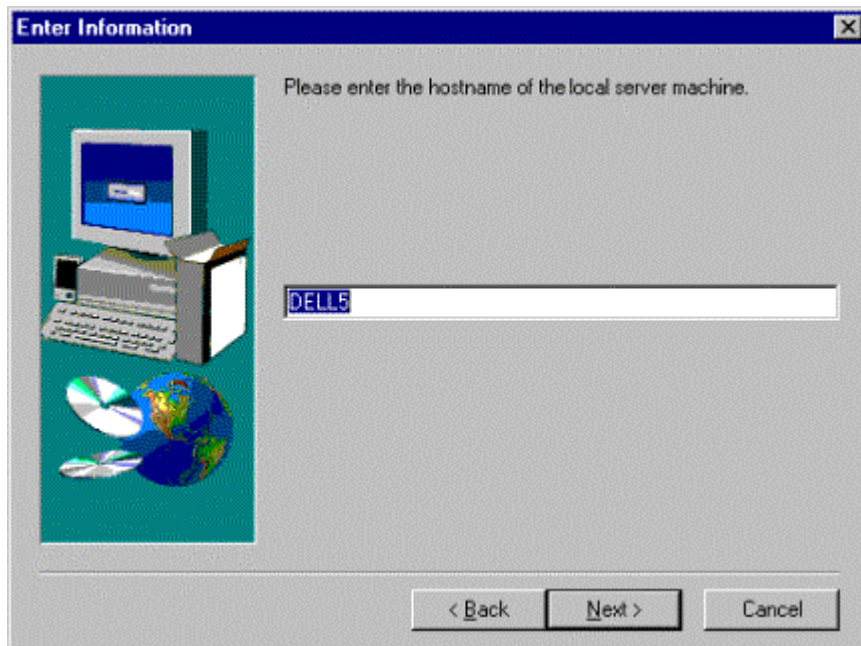 Enter Information
Please enter the hostname of the local server machine.
DELL5
< Back
Next >
Cancel